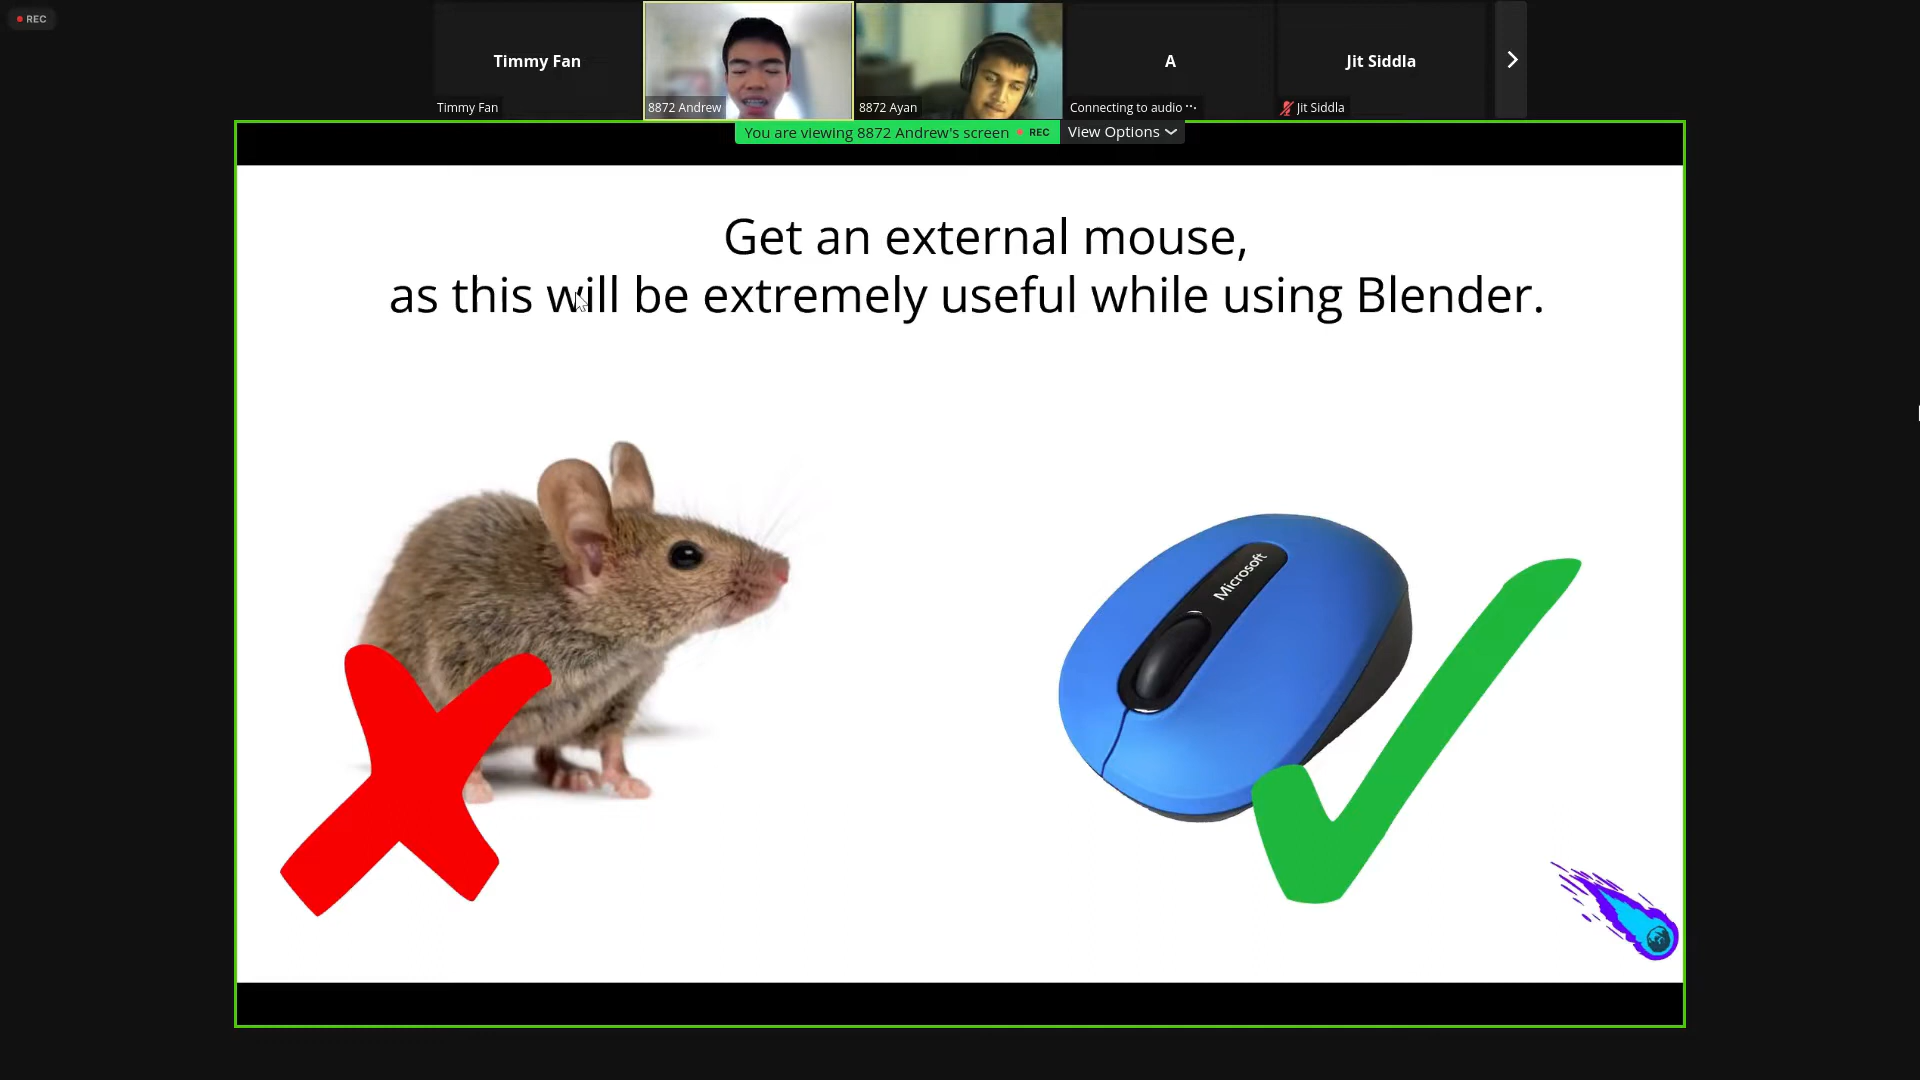 REC
Timmy Fan
A
Jit Siddla
Timmy Fan
8872 Andrew
8872 Ayan
Connecting to audio ···
Jit Siddla
You are viewing 8872 Andrew's screen
REC
View Options
Get an external mouse,
as this will be extremely useful while using Blender.
Microsoft